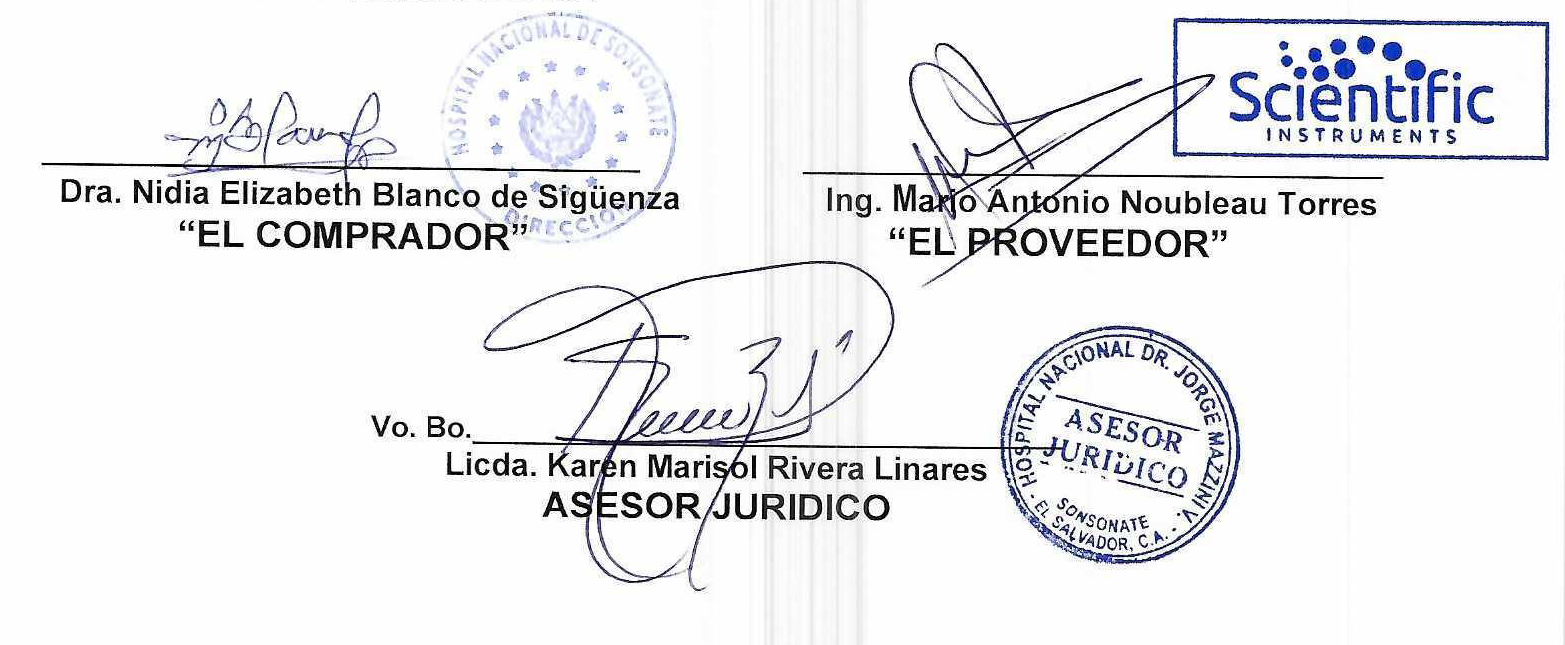 HOSPITAL NACIONAL DE SONSONATE
DIRECCION
Scientific
INSTRUMENTS
Dra. Nidia Elizabeth Blanco de Sigüenza
“EL COMPRADOR”
Ing. Mario Antonio Noubleau Torres
“EL PROVEEDOR”
Vo. Bo.
Licda. Karen Marisol Rivera Linares
ASESOR JURIDICO
HOSPITAL NACIONAL DR. JORGE MAZZINI V.
ASESOR
JURIDICO
SONSONATE
EL SALVADOR, C.A.